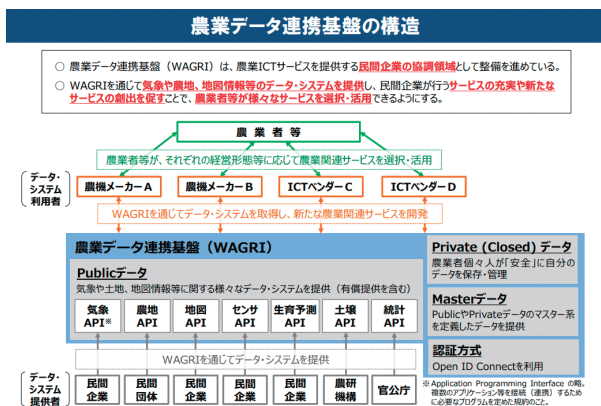 農業データ連携基盤の構造
○ 農業データ連携基盤（WAGRI）は、農業ICTサービスを提供する民間企業の協調領域として整備を進めている。
○ WAGRIを通じて気象や農地、地図情報等のデータ・システムを提供し、民間企業が行うサービスの充実や新たな
サービスの創出を促すことで、農業者等が様々なサービスを選択・活用できるようにする。
農業者等
農業者等が、それぞれの経営形態等に応じて農業関連サービスを選択・活用
データ・
システム
利用者
農機メーカーA
農機メーカーB
ICTベンダーC
ICTベンダーD
WAGRIを通じてデータ・システムを取得し、新たな農業関連サービスを開発
農業データ連携基盤（WAGRI）
Publicデータ
気象や土地、地図情報等に関する様々なデータ・システムを提供（有償提供を含む）
気象
API※
農地
API
地図
API
センサ
API
生育予測
API
土壌
API
統計
API
Private (Closed) データ
農業者個々人が「安全」に自分の
データを保存・管理
Masterデータ
PublicやPrivateデータのマスター系
を定義したデータを提供
認証方式
Open ID Connectを利用
WAGRIを通じてデータ・システムを提供
データ・
システム
提供者
民間
企業
民間
団体
民間
企業
民間
企業
民間
企業
農研
機構
官公庁
※Application Programming Interface の略。
複数のアプリケーション等を接続（連携）するため
に必要なプログラムを定めた規約のこと。